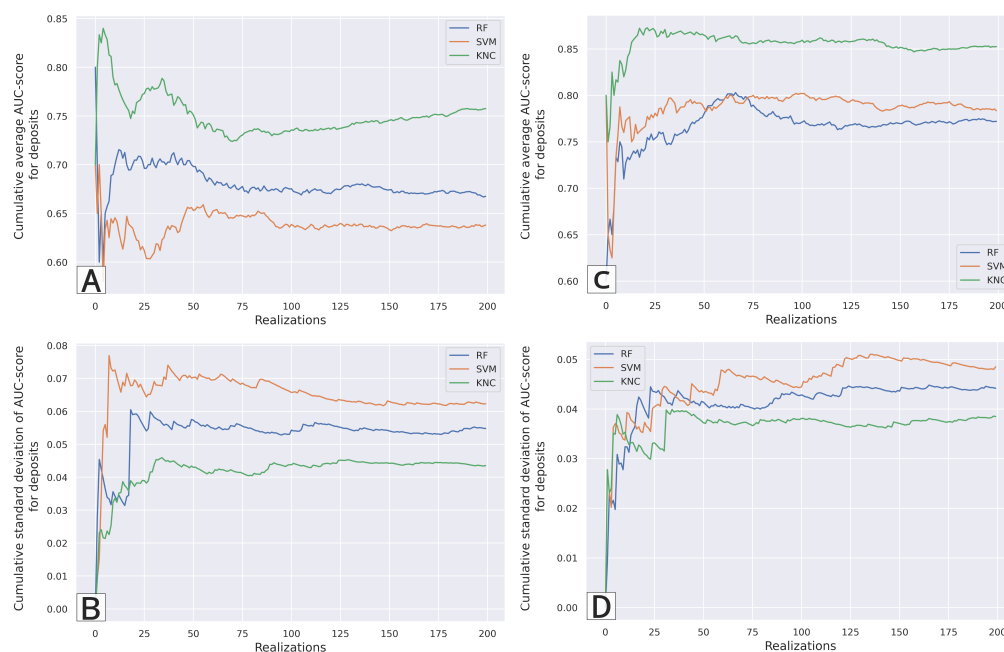 Cumulative average AUC-score
for deposits
0.85
0.80
0.75
0.70
0.65
0.60
RF
SVM
KNC
A
0
25
50
75
100
125
150
175
200
Realizations
Cumulative average AUC-score
for deposits
0.85
0.80
0.75
0.70
0.65
0.60
RF
SVM
KNC
C
0
25
50
75
100
125
150
175
200
Realizations
Cumulative standard deviation of AUC-score
for deposits
0.08
0.07
0.06
0.05
0.04
0.03
0.02
0.01
0.00
RF
SVM
KNC
B
0
25
50
75
100
125
150
175
200
Realizations
Cumulative standard deviation of AUC-score
for deposits
0.05
0.04
0.03
0.02
0.01
0.00
RF
SVM
KNC
D
0
25
50
75
100
125
150
175
200
Realizations